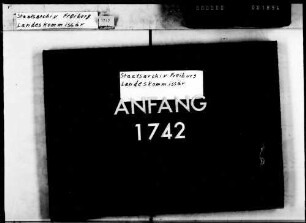 Staatsarchiv Freiburg
Landeskommissär
Staatsarchiv Freiburg
Landeskommissär
ANFANG
1742